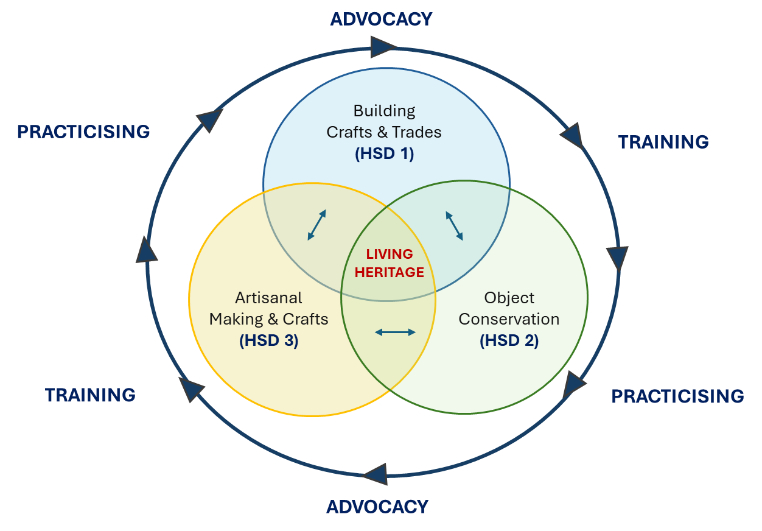 ADVOCACY
PRACTICISING
TRAINING
Building
Crafts & Trades
(HSD 1)
LIVING
HERITAGE
Artisanal
Making & Crafts
(HSD 3)
Object
Conservation
(HSD 2)
TRAINING
PRACTICISING
ADVOCACY